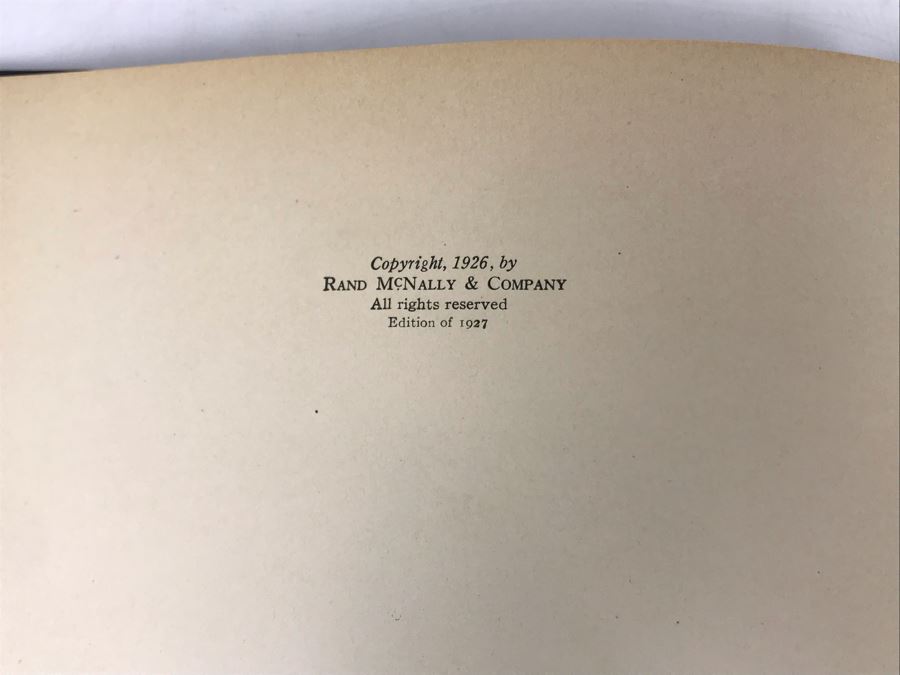 Copyright, 1926, by
RAND MCNALLY & COMPANY
All rights reserved
Edition of 1927